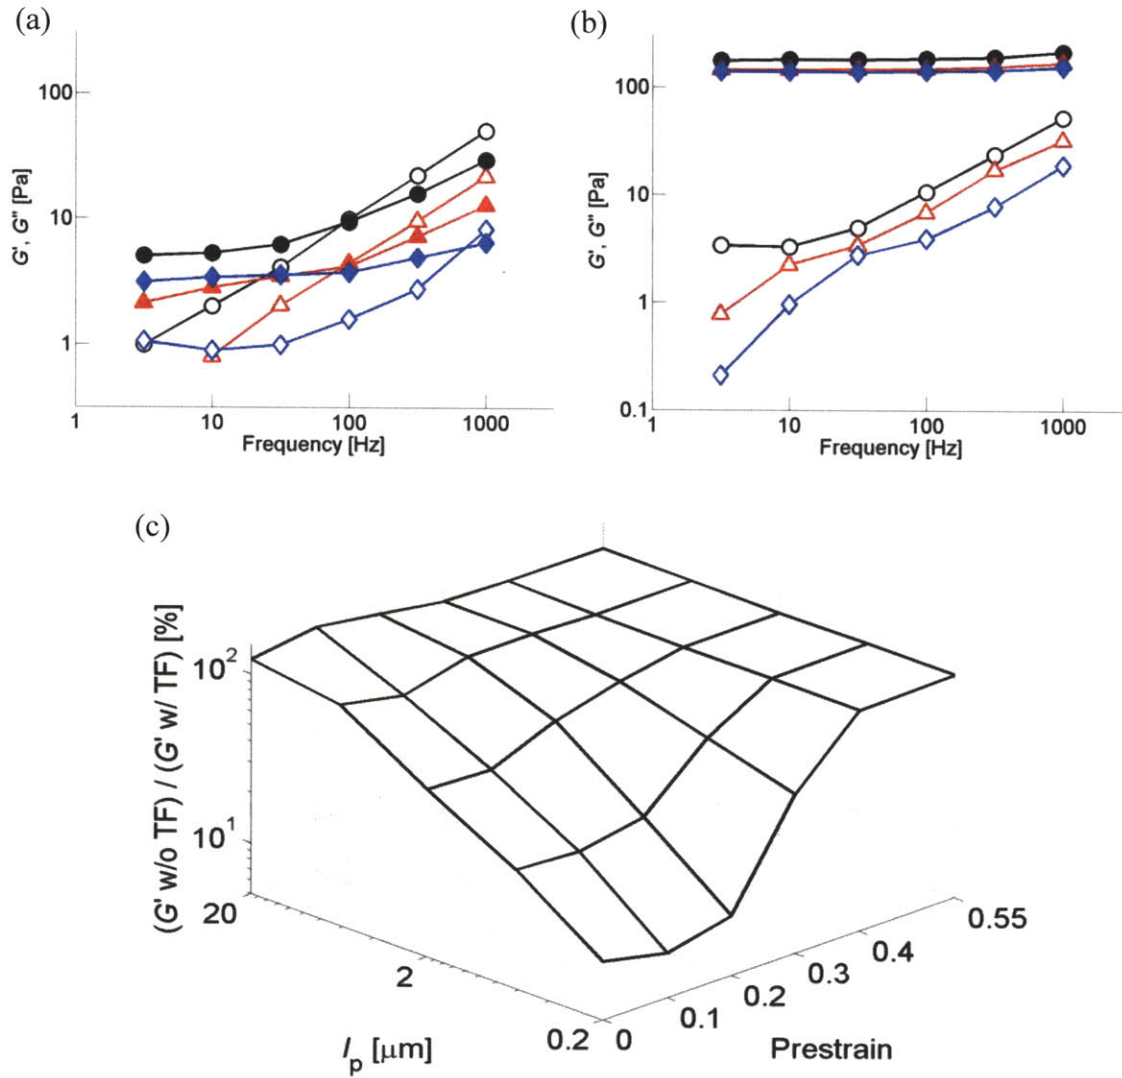 (a)
(b)
100
10
1
G', G'' [Pa]
1
10
100
1000
Frequency [Hz]
100
10
1
0.1
G', G'' [Pa]
1
10
100
1000
Frequency [Hz]
(c)
(G' w/o TF) / (G' w/ TF) [%]
10²
10¹
20
2
0.2
lₚ [μm]
0
0.1
0.2
0.3
0.4
0.55
Prestrain